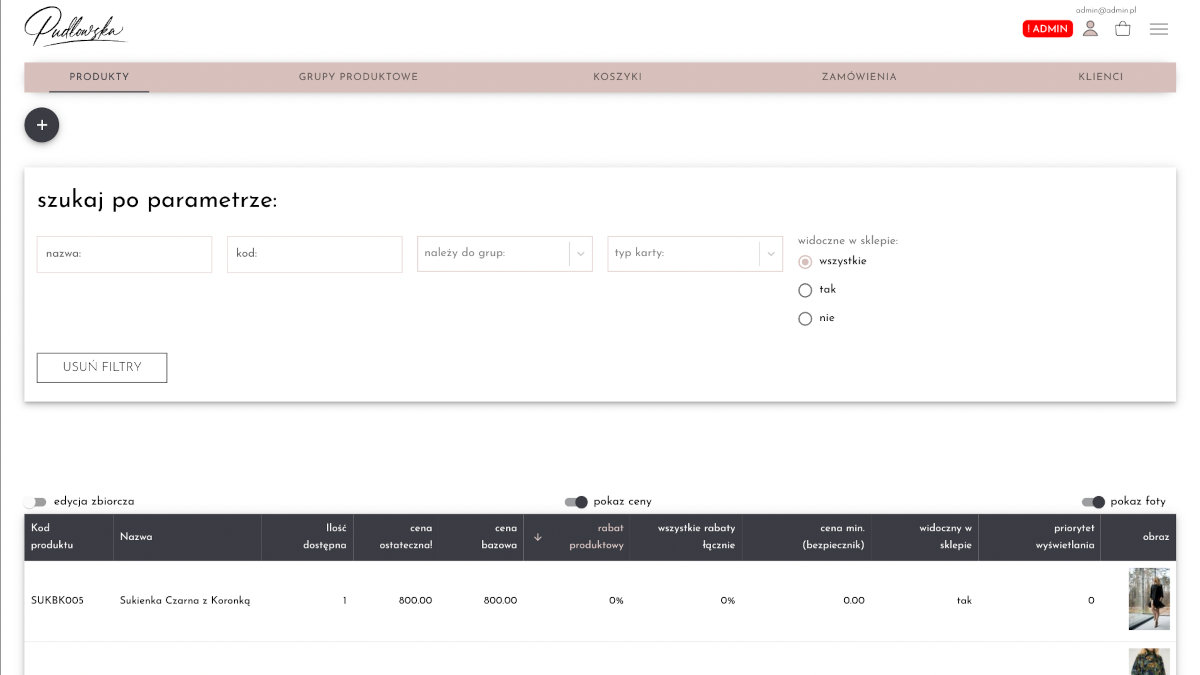 Pudłowska
admin@admin.pl
! ADMIN
PRODUKTY GRUPY PRODUKTOWE KOSZYKI ZAMÓWIENIA KLIENCI
+
szukaj po parametrze:
nazwa: kod: należy do grup: typ karty:
widoczne w sklepie:
wszystkie
tak
nie
USUŃ FILTRY
edycja zbiorcza pokaz ceny pokaz foty
Kod produktu Nazwa Ilość dostępna cena ostateczna! cena bazowa rabat produktowy wszystkie rabaty łącznie cena min. (bezpiecznik) widoczny w sklepie priorytet wyświetlania obraz
SUKBK005 Sukienka Czarna z Koronką 1 800.00 800.00 0% 0% 0.00 tak 0